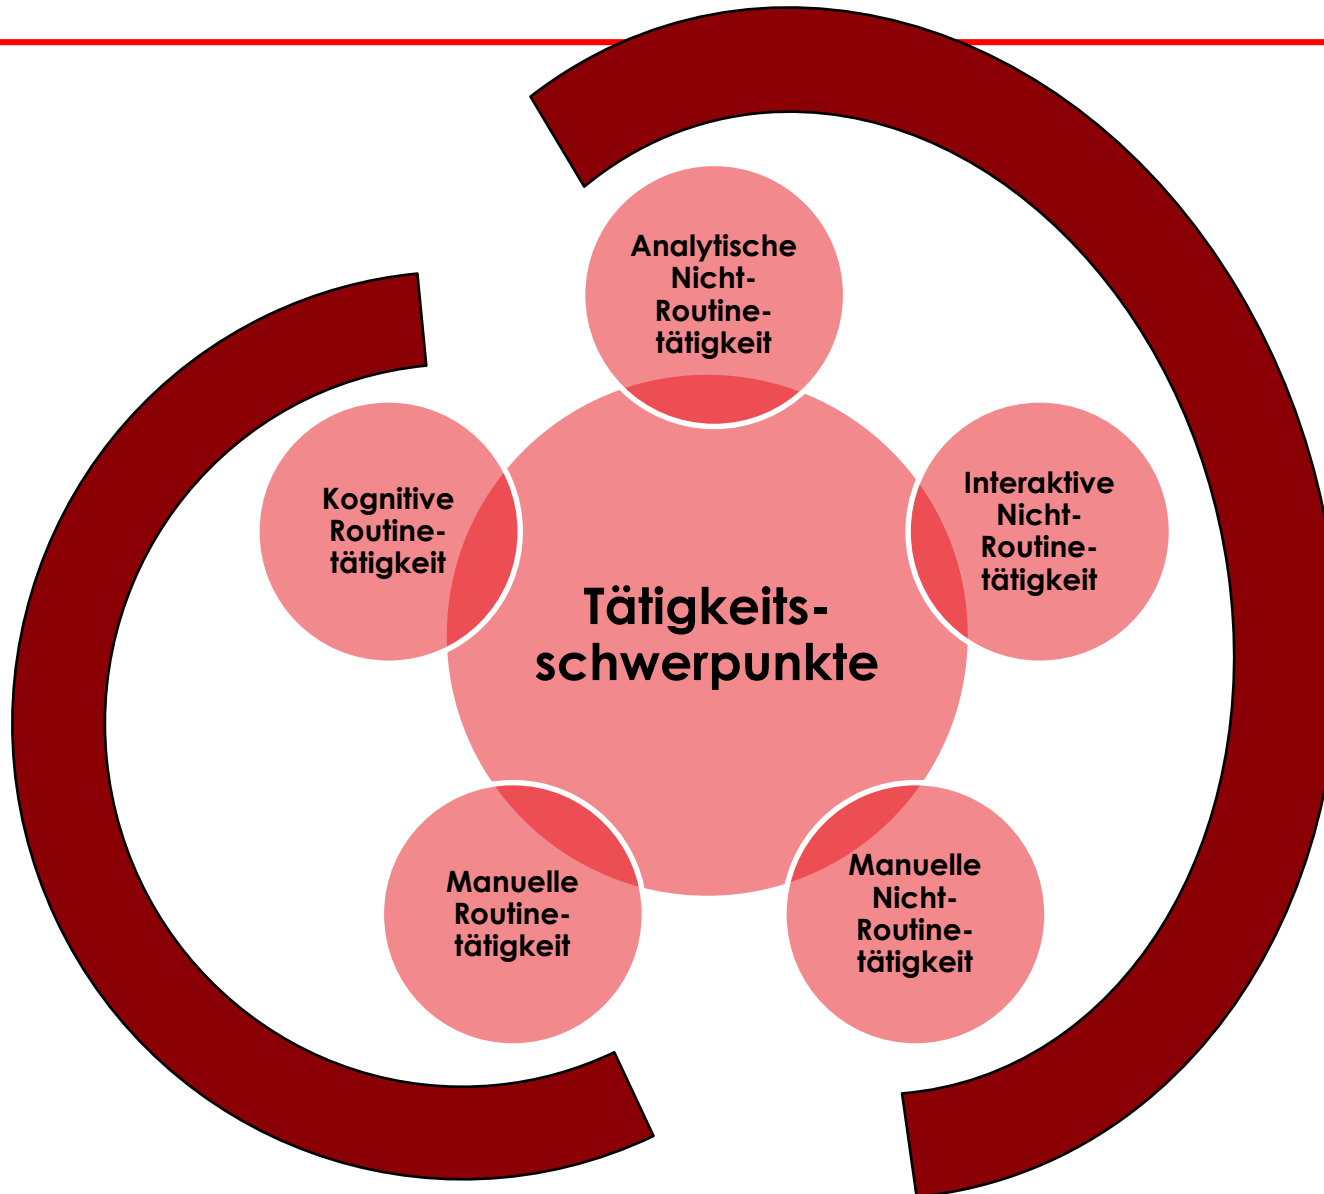 Analytische
Nicht-
Routine-
tätigkeit
Interaktive
Nicht-
Routine-
tätigkeit
Kognitive
Routine-
tätigkeit
Tätigkeits-
schwerpunkte
Manuelle
Routine-
tätigkeit
Manuelle
Nicht-
Routine-
tätigkeit